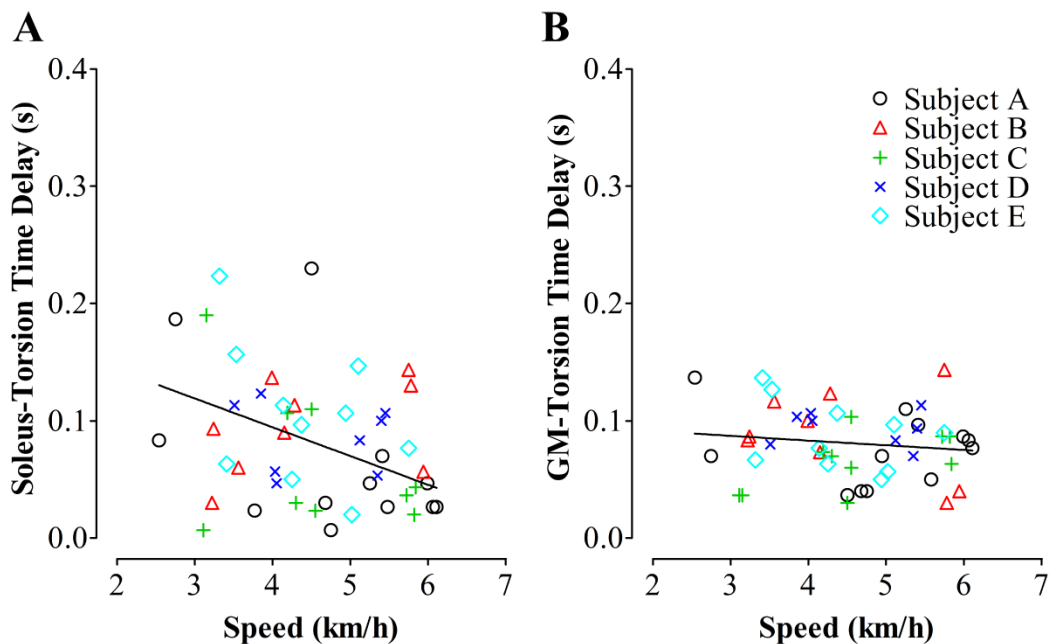 A
Soleus-Torsion Time Delay (s)
0.4
0.3
0.2
0.1
0.0
2 3 4 5 6 7
Speed (km/h)
B
GM-Torsion Time Delay (s)
0.4
0.3
0.2
0.1
0.0
2 3 4 5 6 7
Speed (km/h)
Subject A
Subject B
Subject C
Subject D
Subject E